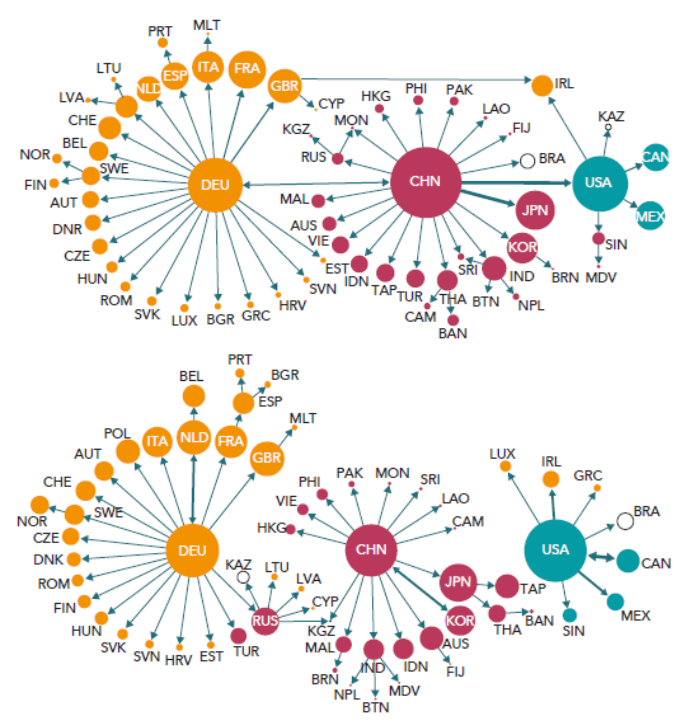 MLT
PRT
ITA
FRA
LTU
ESP
NLD
GBR
IRL
LVA
CYP
CHE
HKG
PHI
PAK
LAO
KAZ
MON
FIJ
KGZ
BEL
RUS
BRA
CAN
NOR
SWE
DEU
CHN
USA
FIN
AUT
MAL
JPN
MEX
DNR
AUS
CZE
VIE
KOR
SIN
HUN
EST
SRI
IDN
IND
BRN
MDV
ROM
SVN
TAP
TUR
THA
BTN
NPL
SVK
LUX
BGR
GRC
HRV
CAM
BAN
PRT
BGR
BEL
ESP
MLT
POL
ITA
NLD
FRA
AUT
GBR
LUX
IRL
GRC
PHI
PAK
MON
SRI
CHE
VIE
LAO
NOR
SWE
HKG
CAM
BRA
CZE
DEU
CHN
USA
DNK
KAZ
LTU
LVA
CAN
ROM
JPN
TAP
FIN
CYP
MEX
HUN
RUS
KGZ
KOR
THA
BAN
SIN
SVK
TUR
MAL
AUS
SVN
HRV
EST
IND
IDN
BRN
FIJ
NPL
MDV
BTN